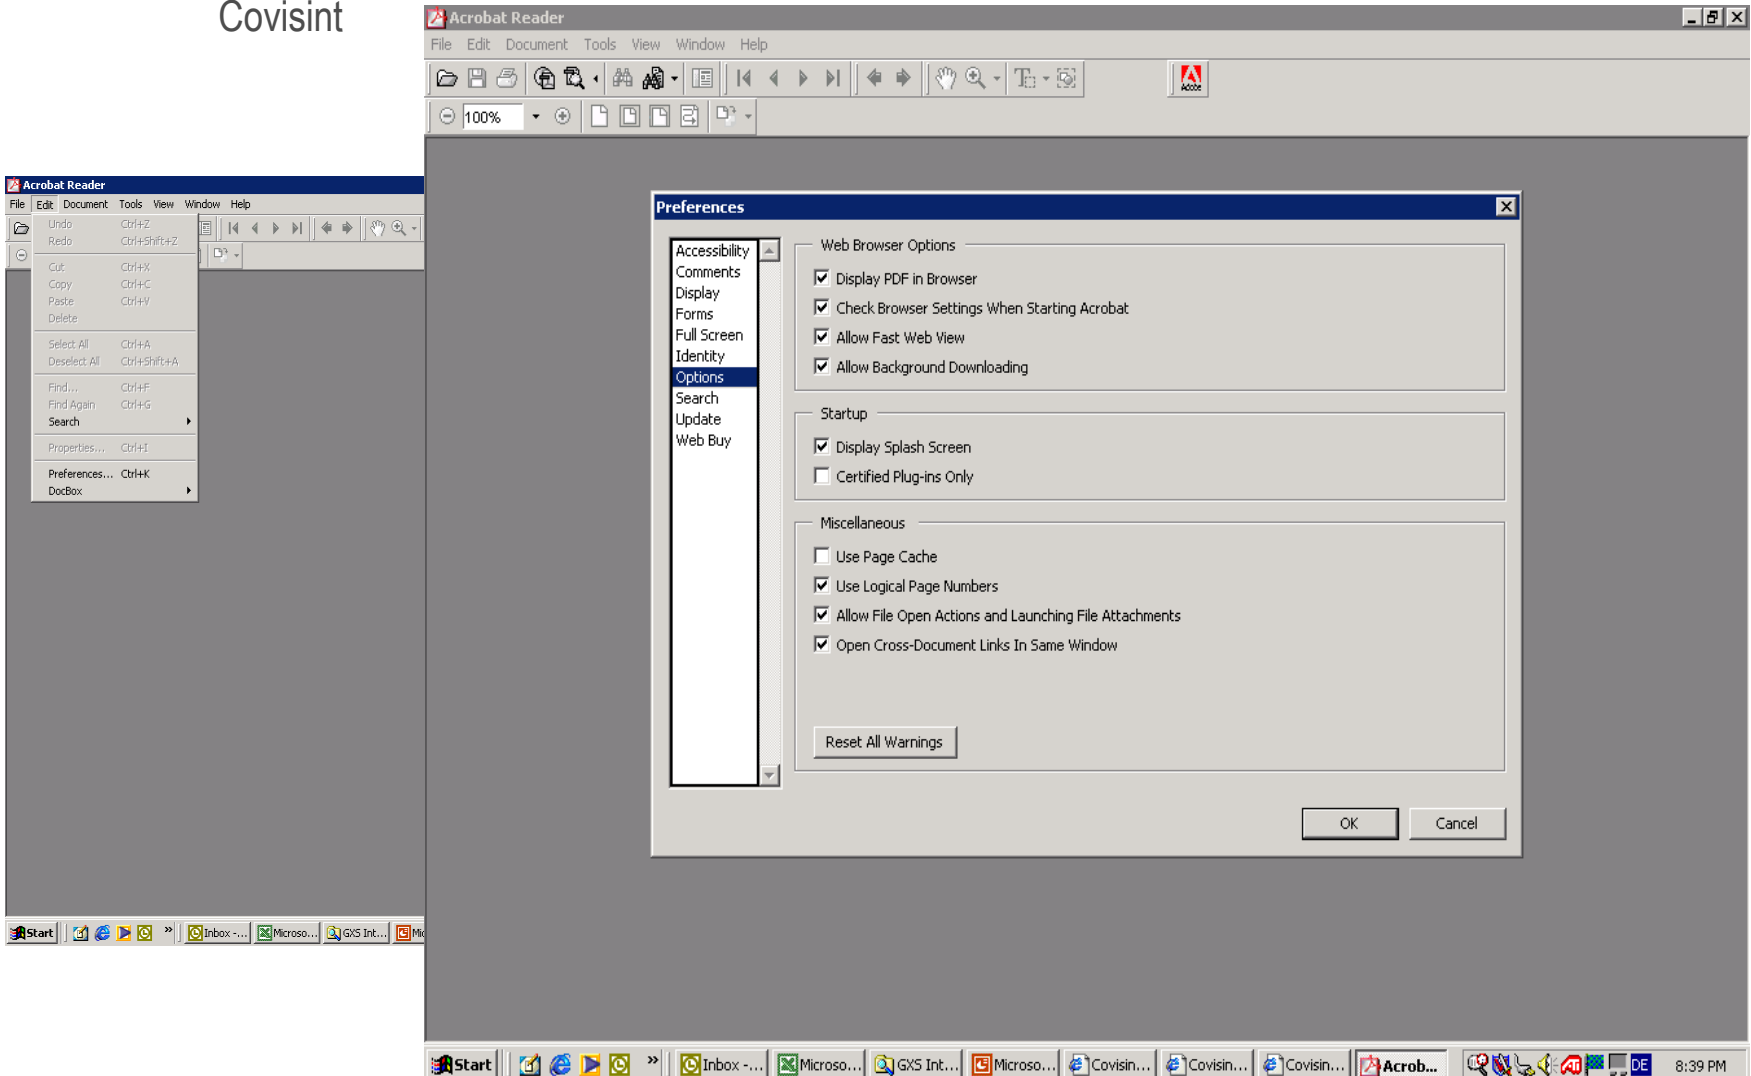 Covisint
Acrobat Reader
File Edit Document Tools View Window Help
Undo Ctrl+Z
Redo Ctrl+Shift+Z
Cut Ctrl+X
Copy Ctrl+C
Paste Ctrl+V
Delete
Select All Ctrl+A
Deselect All Ctrl+Shift+A
Find... Ctrl+F
Find Again Ctrl+G
Search
Properties... Ctrl+I
Preferences... Ctrl+K
DocBox
Start Inbox -... Microso... GXS Int... Mic
Acrobat Reader
File Edit Document Tools View Window Help
Adobe
100%
Preferences
Accessibility
Comments
Display
Forms
Full Screen
Identity
Options
Search
Update
Web Buy
Web Browser Options
Display PDF in Browser
Check Browser Settings When Starting Acrobat
Allow Fast Web View
Allow Background Downloading
Startup
Display Splash Screen
Certified Plug-ins Only
Miscellaneous
Use Page Cache
Use Logical Page Numbers
Allow File Open Actions and Launching File Attachments
Open Cross-Document Links In Same Window
Reset All Warnings
OK Cancel
Start Inbox -... Microso... GXS Int... Microso... Covisin... Covisin... Covisin... Acrob... DE 8:39 PM